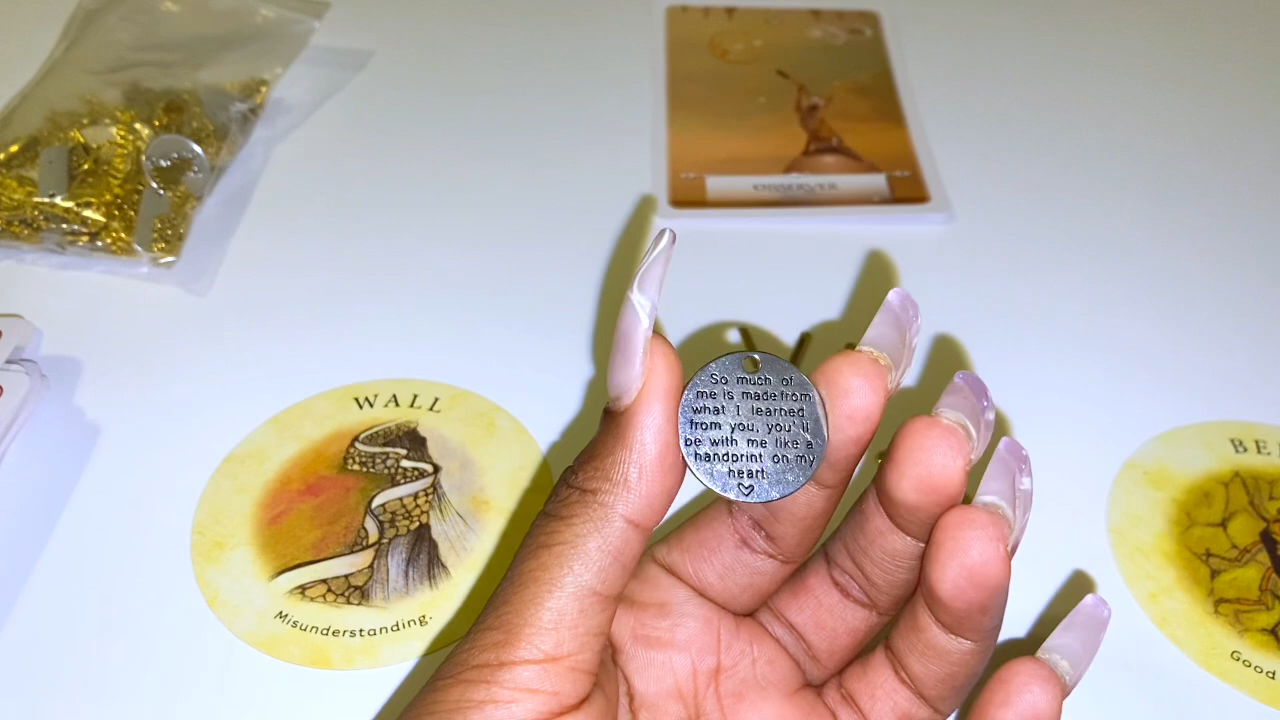 OBSERVER
WALL
Misunderstanding.
So much of
me is made from
what I learned
from you, you'll
be with me like a
handprint on my
heart.
Good